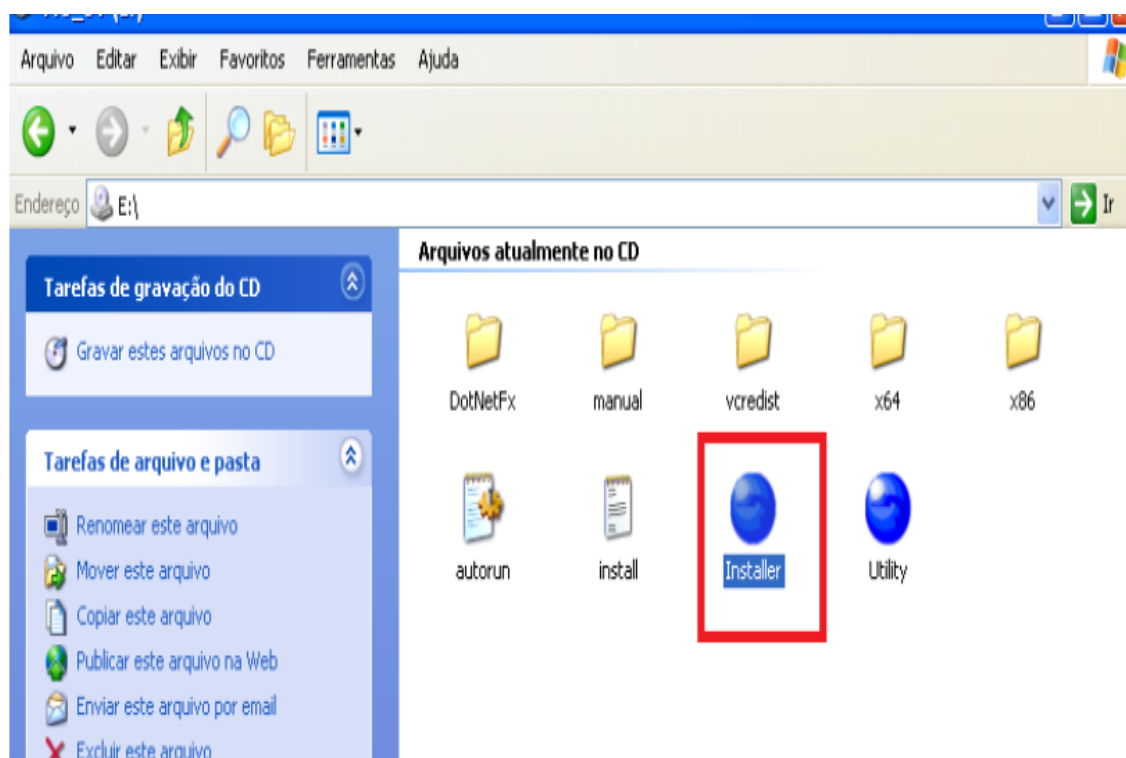 Arquivo Editar Exibir Favoritos Ferramentas Ajuda
Endereço E:\ Ir
Tarefas de gravação do CD
Gravar estes arquivos no CD
Tarefas de arquivo e pasta
Renomear este arquivo
Mover este arquivo
Copiar este arquivo
Publicar este arquivo na Web
Enviar este arquivo por email
Excluir este arquivo
Arquivos atualmente no CD
DotNetFx manual vcredist x64 x86
autorun install Installer Utility